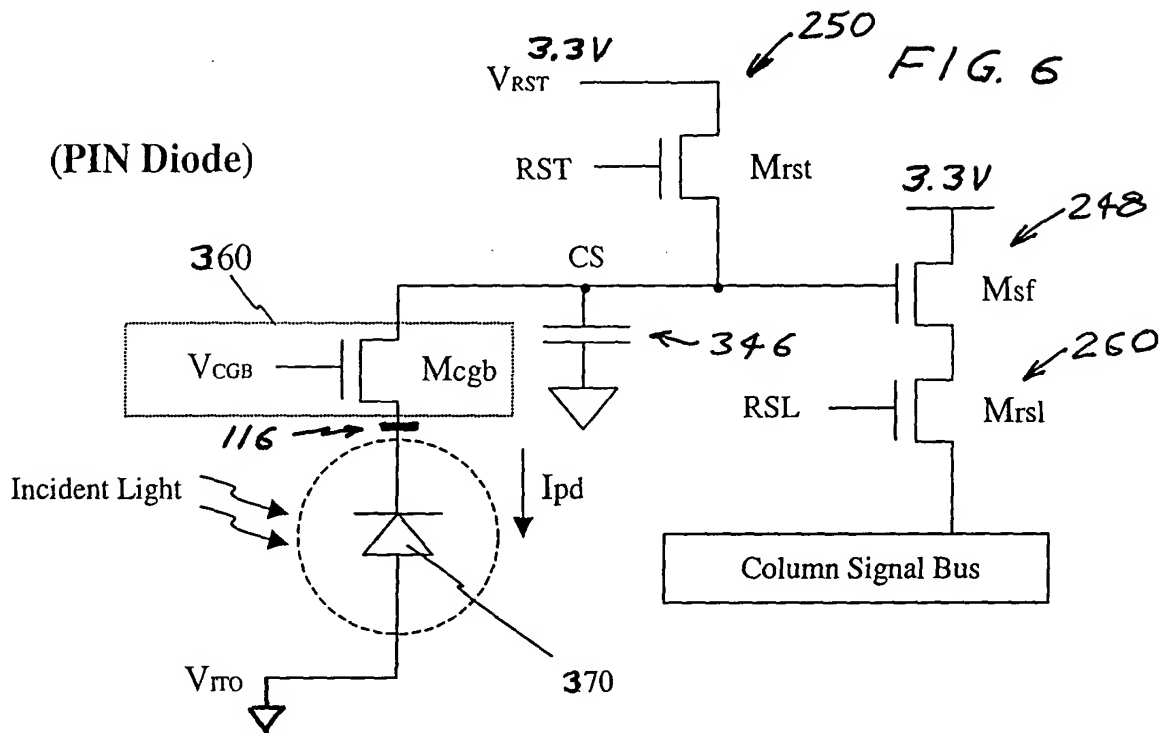 250
3.3V
FIG. 6
VRST
(PIN Diode)
RST
Mrst
3.3V
248
360
CS
Msf
VCGB
Mcgb
346
260
RSL
Mrsl
116
Incident Light
Ipd
Column Signal Bus
VITO
370